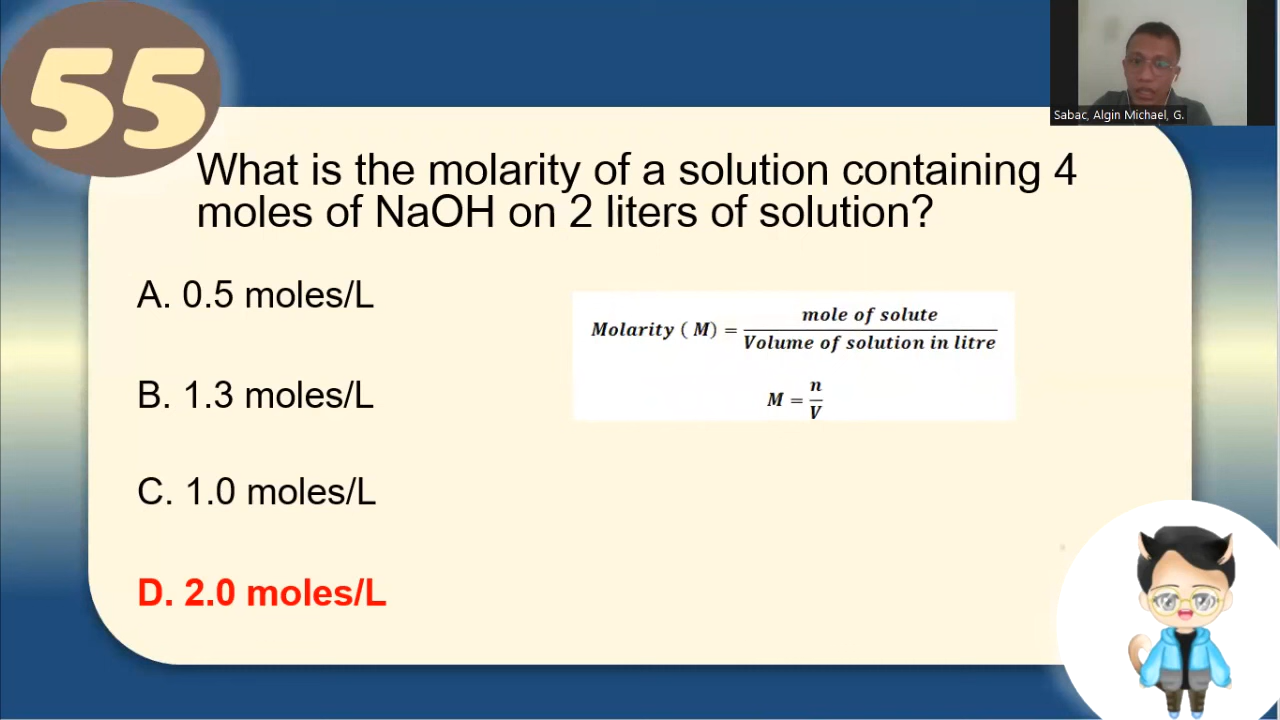 55
Sabac, Algin Michael, G.
What is the molarity of a solution containing 4
moles of NaOH on 2 liters of solution?
A. 0.5 moles/L
B. 1.3 moles/L
C. 1.0 moles/L
D. 2.0 moles/L
Molarity ( M) = mole of solute / Volume of solution in litre
M = n / V